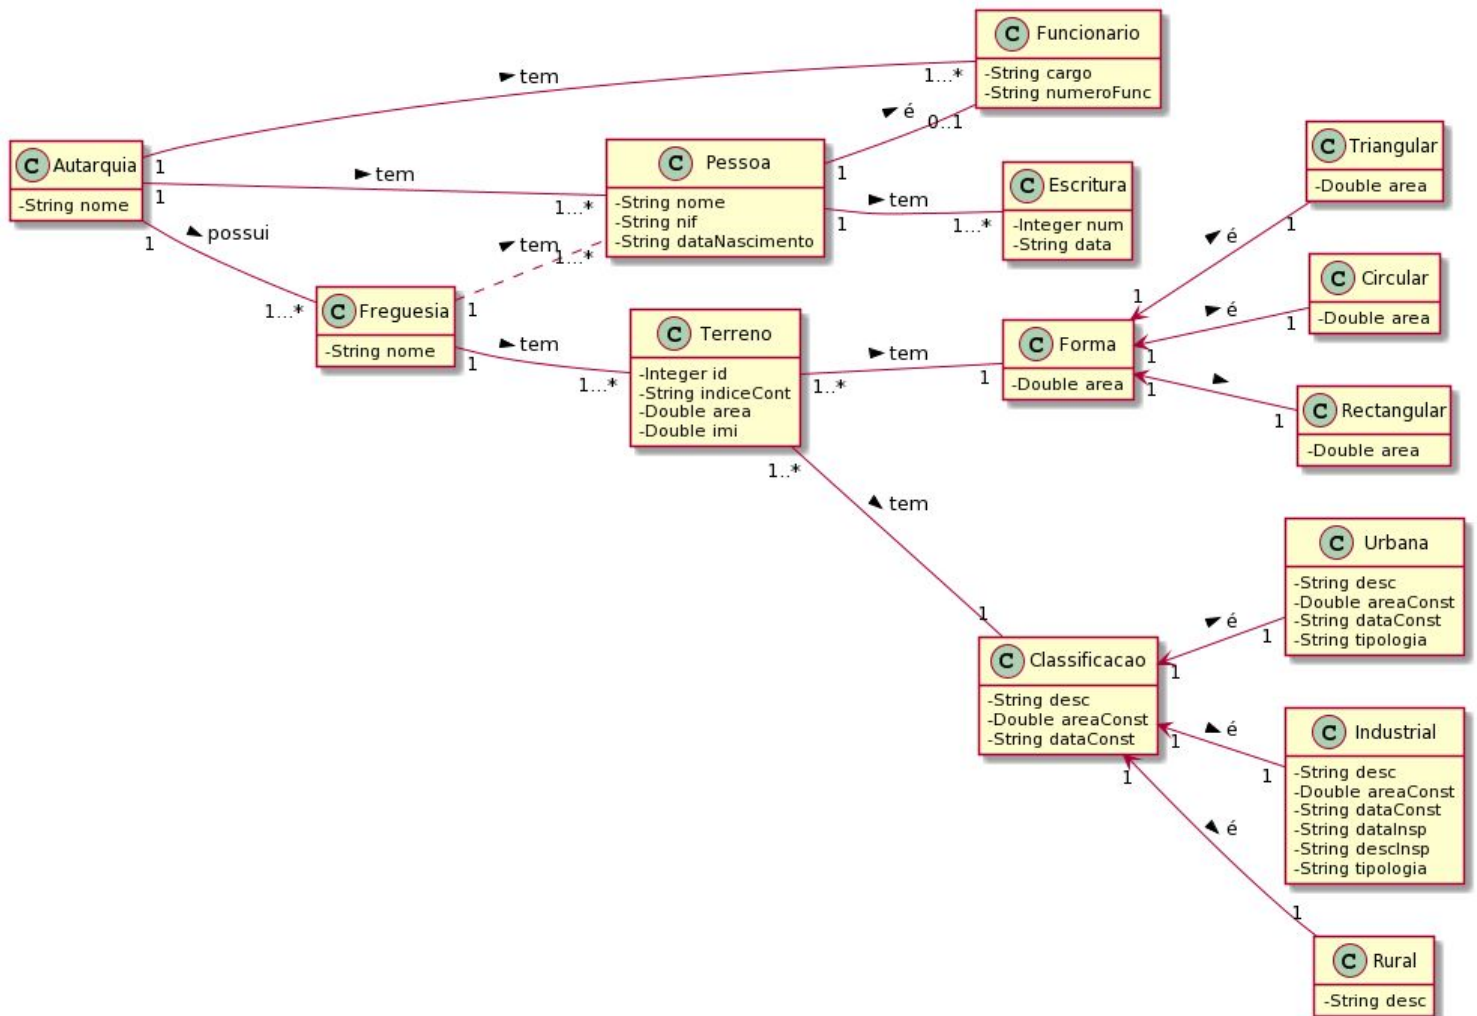 C Funcionario
-String cargo
-String numeroFunc
tem
1...*
é
0..1
C Autarquia
-String nome
1
tem
1
1...*
possui
1
1...*
C Pessoa
-String nome
-String nif
-String dataNascimento
1
tem
1
1...*
C Escritura
-Integer num
-String data
C Triangular
-Double area
1
é
1
C Circular
-Double area
é
1
1
C Freguesia
-String nome
tem
1...*
1
tem
1
1...*
C Terreno
-Integer id
-String indiceCont
-Double area
-Double imi
tem
1..*
1
C Forma
-Double area
1
1
C Rectangular
-Double area
1..*
tem
1
C Classificacao
-String desc
-Double areaConst
-String dataConst
C Urbana
-String desc
-Double areaConst
-String dataConst
-String tipologia
é
1
1
C Industrial
-String desc
-Double areaConst
-String dataConst
-String dataInsp
-String descInsp
-String tipologia
é
1
1
1
é
1
C Rural
-String desc